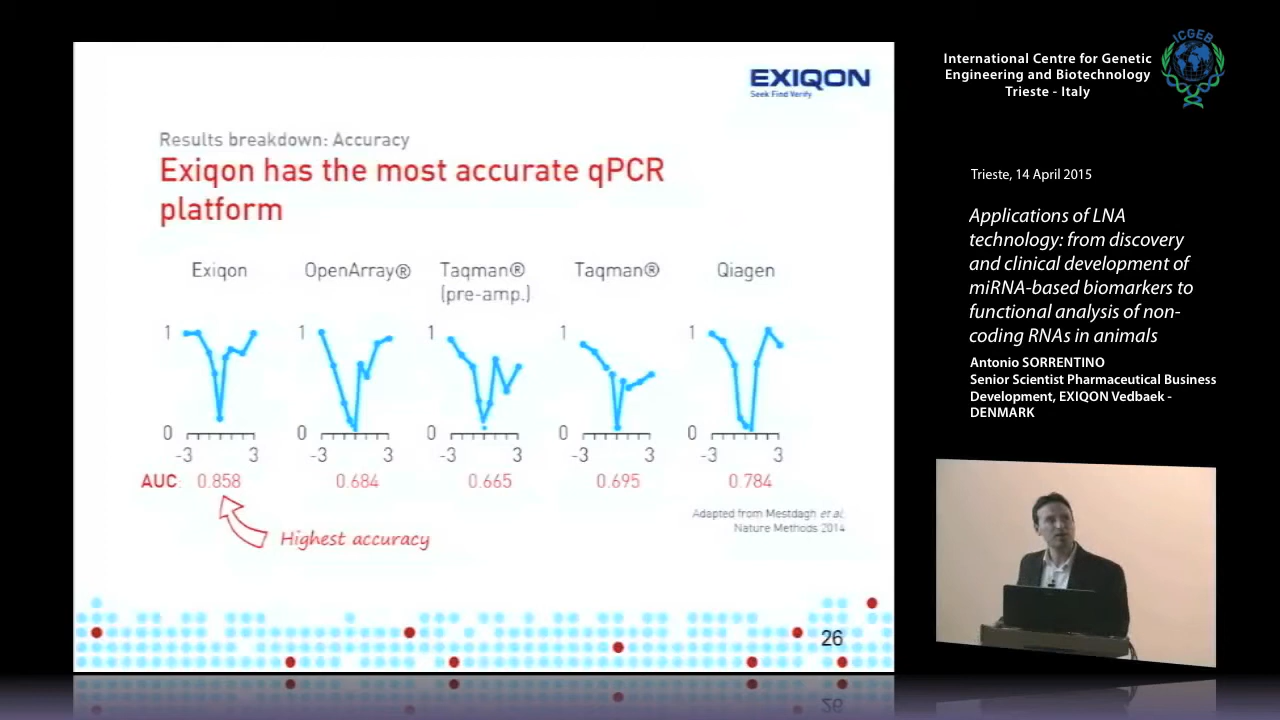 EXIQON
Seek Find Verify
Results breakdown: Accuracy
Exiqon has the most accurate qPCR
platform
Exiqon
OpenArray®
Taqman®
(pre-amp.)
Taqman®
Qiagen
1
1
1
1
1
0
0
0
0
0
-3 3
-3 3
-3 3
-3 3
-3 3
AUC: 0.858 0.684 0.665 0.695 0.784
Adapted from Mestdagh et al.
Nature Methods 2014
Highest accuracy
26
ICGEB
International Centre for Genetic
Engineering and Biotechnology
Trieste - Italy
Trieste, 14 April 2015
Applications of LNA
technology: from discovery
and clinical development of
miRNA-based biomarkers to
functional analysis of non-
coding RNAs in animals
Antonio SORRENTINO
Senior Scientist Pharmaceutical Business
Development, EXIQON Vedbaek -
DENMARK